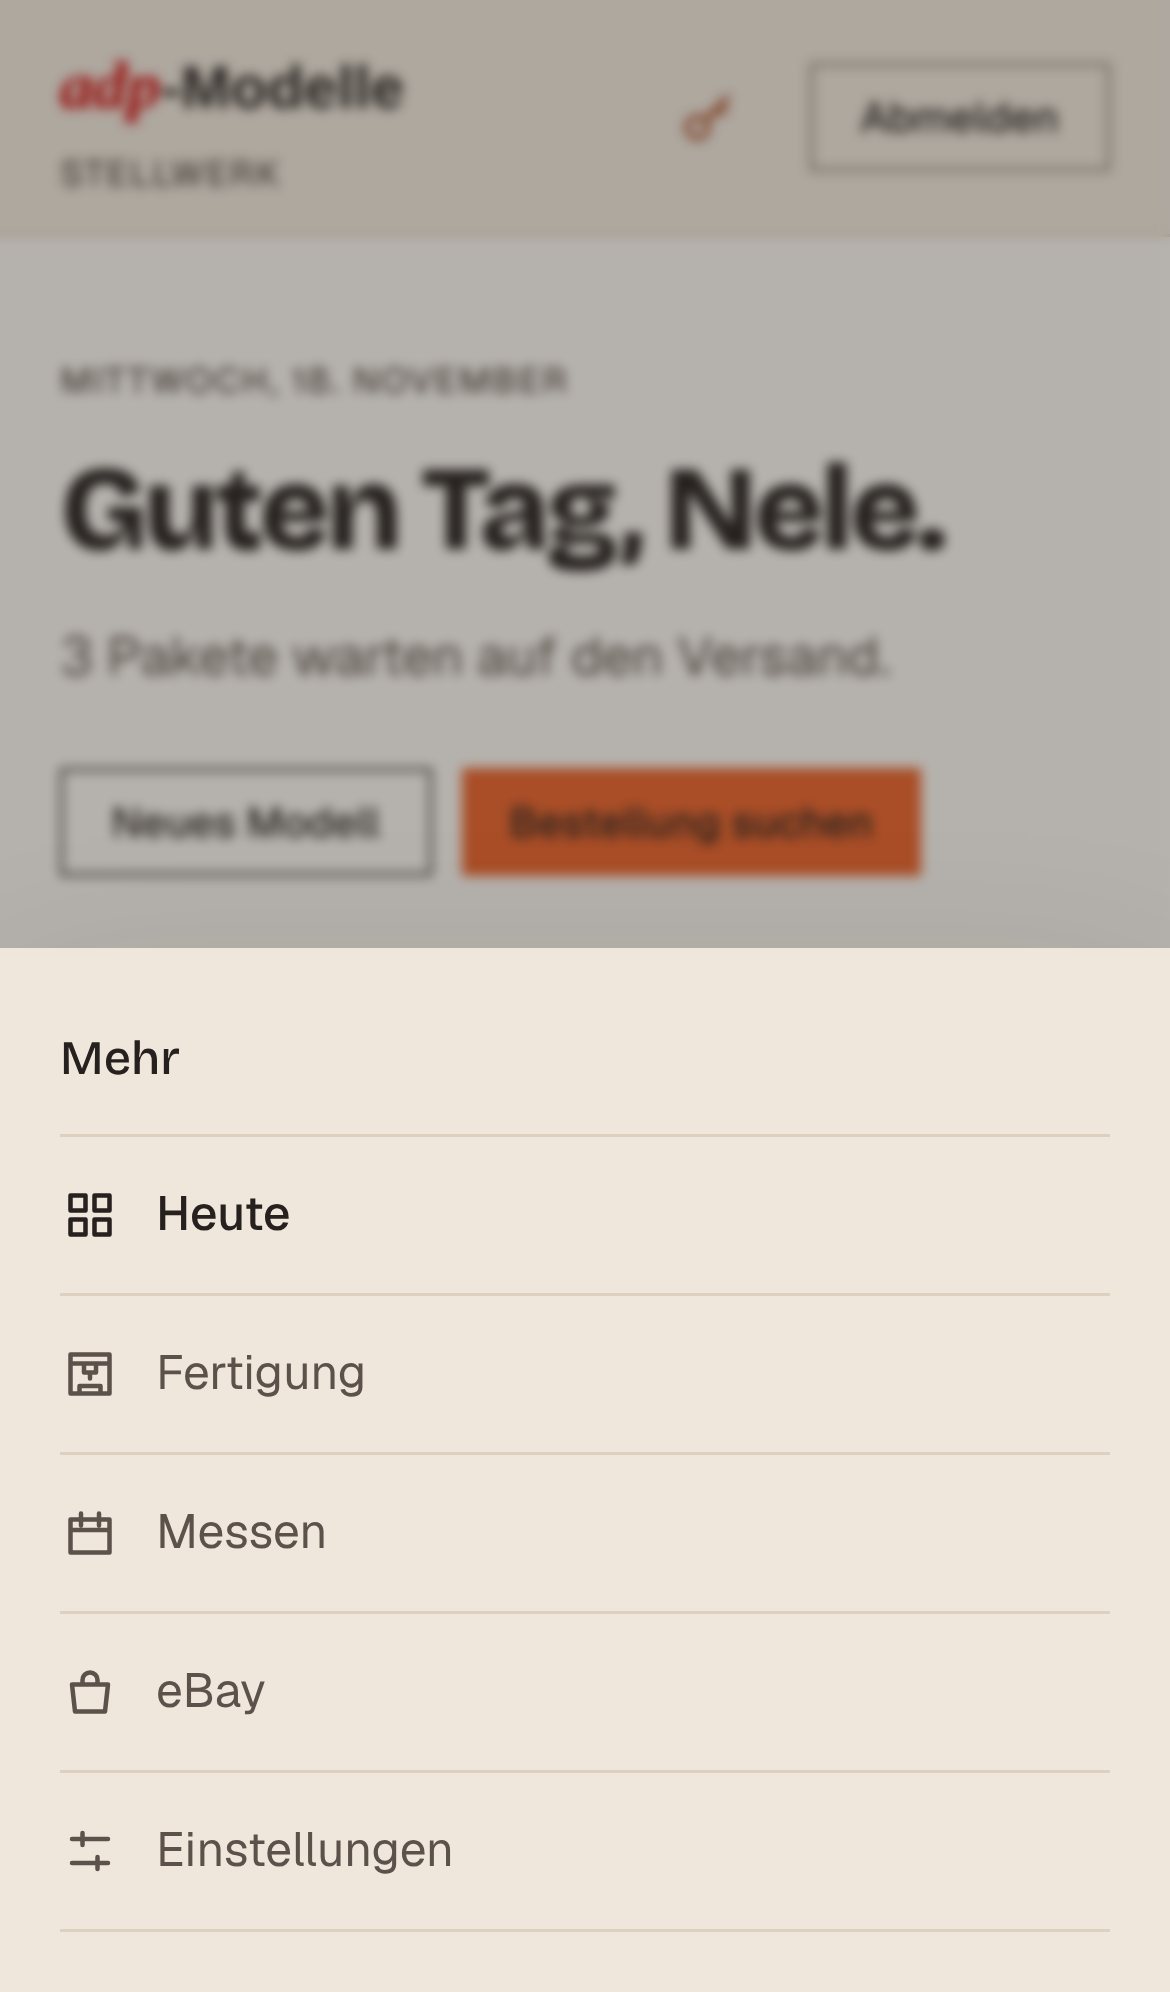 adp-Modelle
STELLWERK
Abmelden
MITTWOCH, 18. NOVEMBER
Guten Tag, Nele.
3 Pakete warten auf den Versand.
Neues Modell
Bestellung suchen
Mehr
Heute
Fertigung
Messen
eBay
Einstellungen